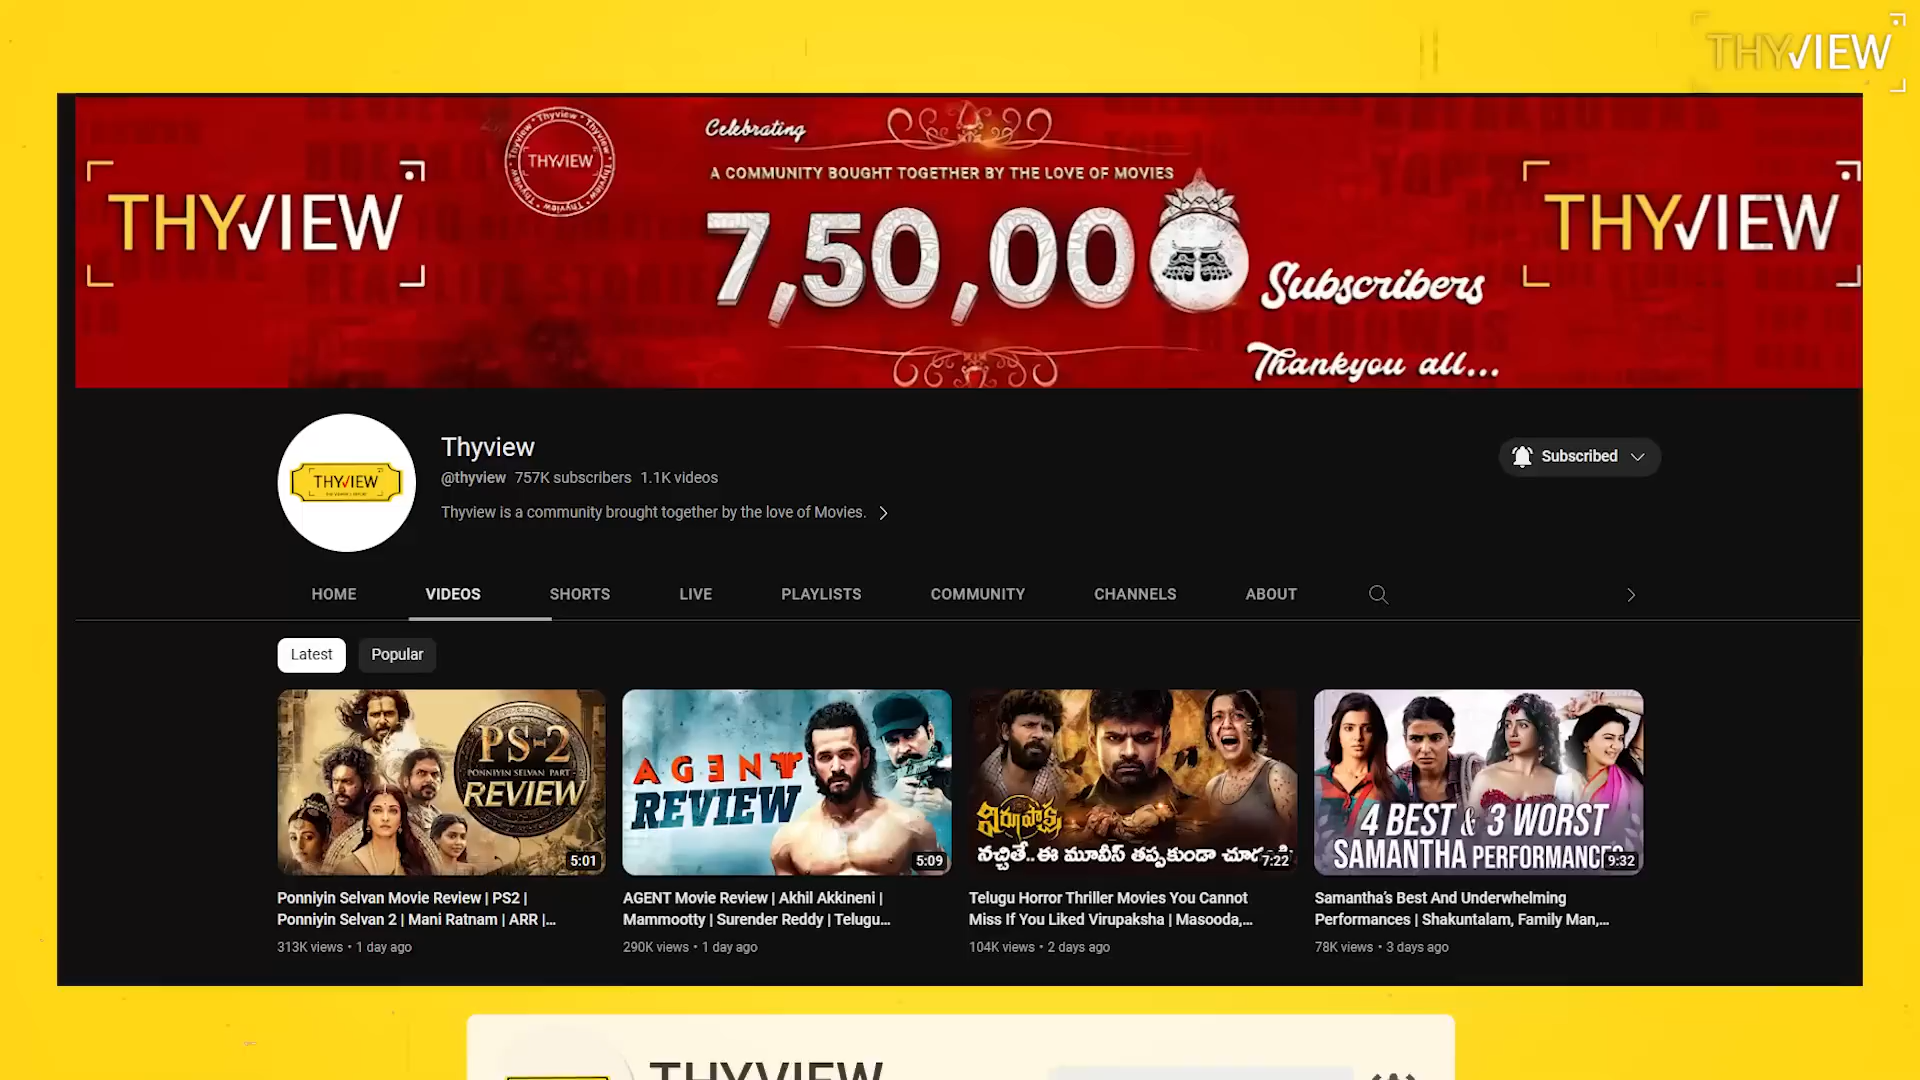 THYVIEW
Celebrating
A COMMUNITY BOUGHT TOGETHER BY THE LOVE OF MOVIES
7,50,00
Subscribers
Thankyou all...
THYVIEW
THYVIEW
THYVIEW
Thyview
@thyview 757K subscribers 1.1K videos
Thyview is a community brought together by the love of Movies.
Subscribed
THYVIEW
HOME VIDEOS SHORTS LIVE PLAYLISTS COMMUNITY CHANNELS ABOUT
Latest Popular
PS-2
PONNIYIN SELVAN PART - 2
REVIEW
5:01
AGENT
REVIEW
5:09
విరూపాక్ష
నచ్చితే..ఈ మూవీస్ తప్పకుండా
7:22
4 BEST & 3 WORST
SAMANTHA PERFORMANCES
9:32
Ponniyin Selvan Movie Review | PS2 |
Ponniyin Selvan 2 | Mani Ratnam | ARR |...
313K views • 1 day ago
AGENT Movie Review | Akhil Akkineni |
Mammootty | Surender Reddy | Telugu...
290K views • 1 day ago
Telugu Horror Thriller Movies You Cannot
Miss If You Liked Virupaksha | Masooda,...
104K views • 2 days ago
Samantha's Best And Underwhelming
Performances | Shakuntalam, Family Man,...
78K views • 3 days ago
THYVIEW